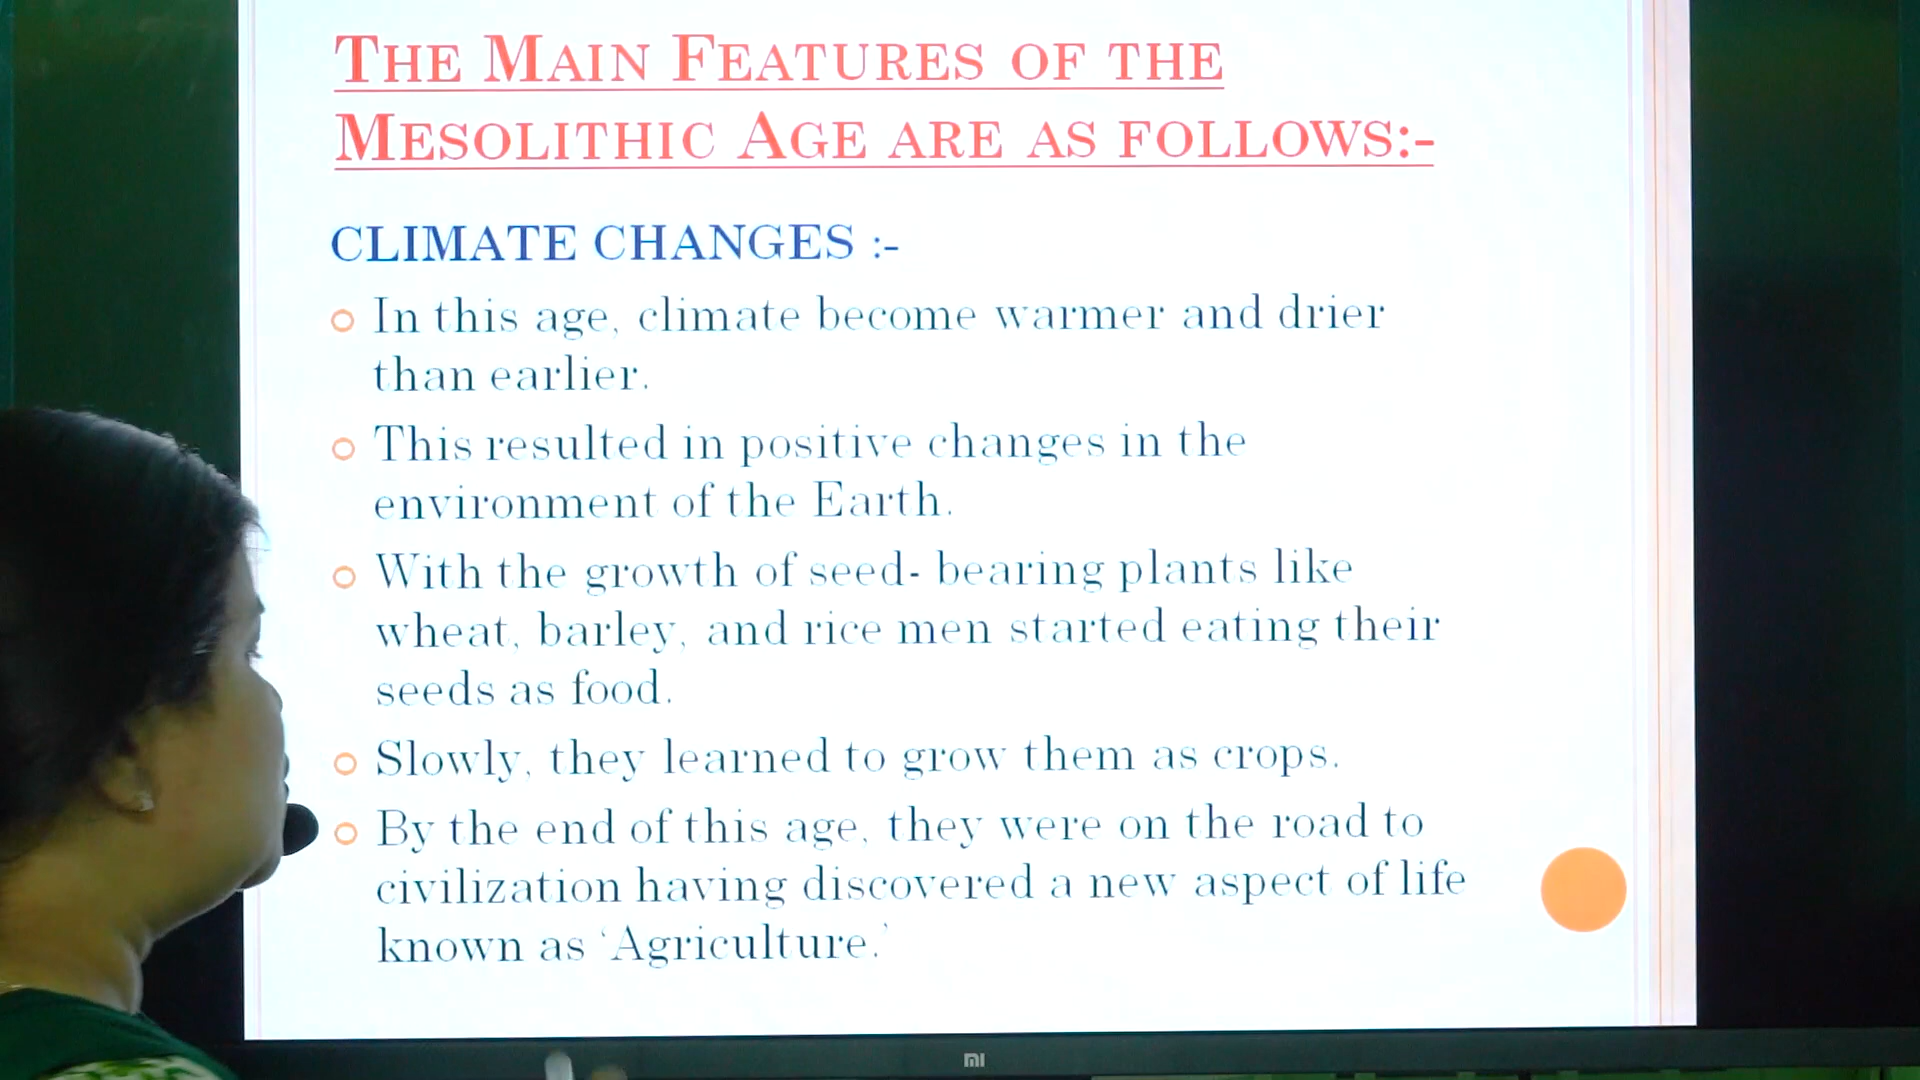 THE MAIN FEATURES OF THE
MESOLITHIC AGE ARE AS FOLLOWS:-
CLIMATE CHANGES :-
In this age, climate become warmer and drier
than earlier.
This resulted in positive changes in the
environment of the Earth.
With the growth of seed- bearing plants like
wheat, barley, and rice men started eating their
seeds as food.
Slowly, they learned to grow them as crops.
By the end of this age, they were on the road to
civilization having discovered a new aspect of life
known as 'Agriculture.'
mi